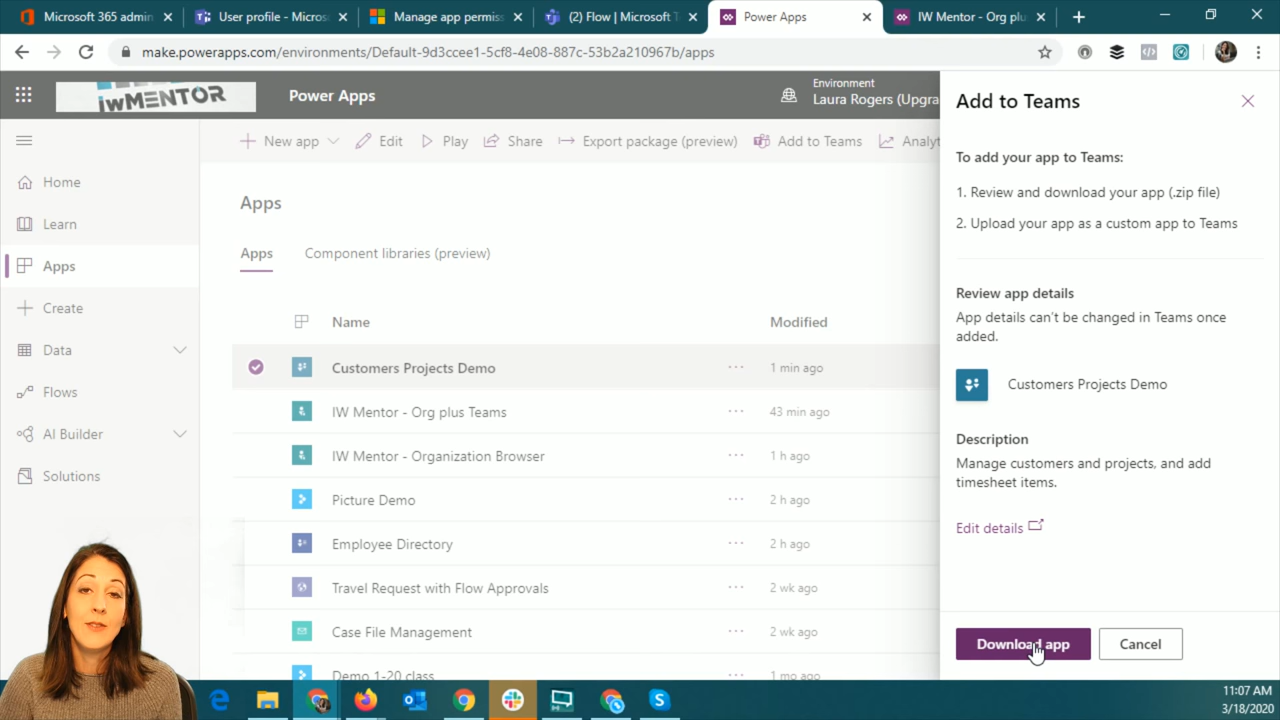 Microsoft 365 admin
User profile - Micros
Manage app permis
(2) Flow | Microsoft T
Power Apps
IW Mentor - Org plu
make.powerapps.com/environments/Default-9d3ccee1-5cf8-4e08-887c-53b2a210967b/apps
iwMENTOR
Power Apps
Environment
Laura Rogers (Upgra
New app
Edit
Play
Share
Export package (preview)
Add to Teams
Analyt
Home
Learn
Apps
Create
Data
Flows
AI Builder
Solutions
Apps
Apps
Component libraries (preview)
Name
Modified
Customers Projects Demo
1 min ago
IW Mentor - Org plus Teams
43 min ago
IW Mentor - Organization Browser
1 h ago
Picture Demo
2 h ago
Employee Directory
2 h ago
Travel Request with Flow Approvals
2 wk ago
Case File Management
2 wk ago
Demo 1-20 class
1 mo ago
Add to Teams
To add your app to Teams:
1. Review and download your app (.zip file)
2. Upload your app as a custom app to Teams
Review app details
App details can't be changed in Teams once
added.
Customers Projects Demo
Description
Manage customers and projects, and add
timesheet items.
Edit details
Download app
Cancel
11:07 AM
3/18/2020